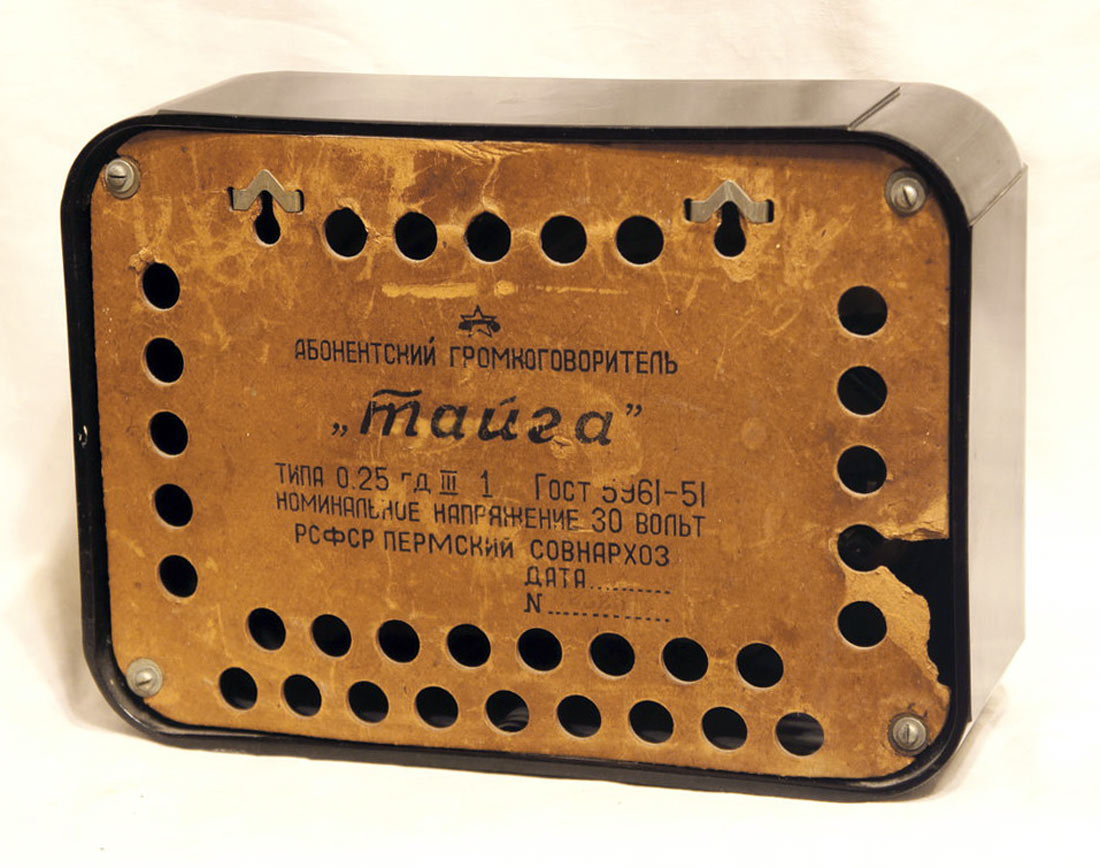 АБОНЕНТСКИЙ ГРОМКОГОВОРИТЕЛЬ
„Тайга”
ТИПА 0.25 ГД III 1 ГОСТ 5961-51
НОМИНАЛЬНОЕ НАПРЯЖЕНИЕ 30 ВОЛЬТ
РСФСР ПЕРМСКИЙ СОВНАРХОЗ
ДАТА.........
N.............